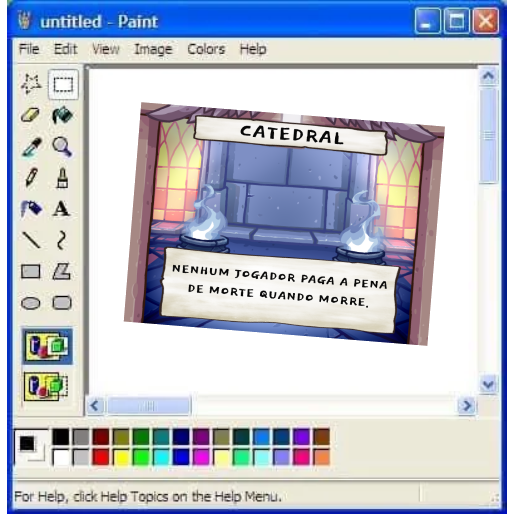 untitled - Paint
File Edit View Image Colors Help
CATEDRAL
NENHUM JOGADOR PAGA A PENA
DE MORTE QUANDO MORRE.
A
For Help, click Help Topics on the Help Menu.